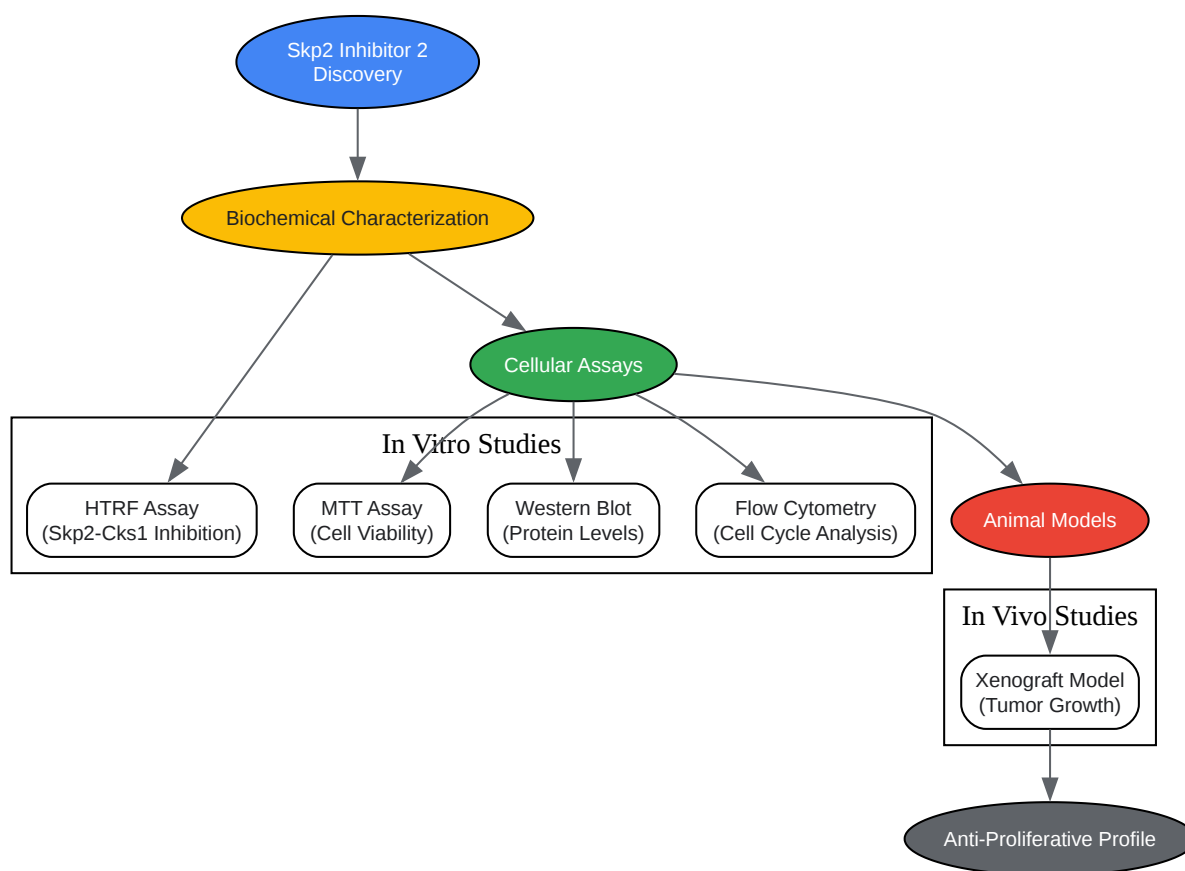 Skp2 Inhibitor 2
Discovery
Biochemical Characterization
Cellular Assays
In Vitro Studies
HTRF Assay
(Skp2-Cks1 Inhibition)
MTT Assay
(Cell Viability)
Western Blot
(Protein Levels)
Flow Cytometry
(Cell Cycle Analysis)
Animal Models
In Vivo Studies
Xenograft Model
(Tumor Growth)
Anti-Proliferative Profile